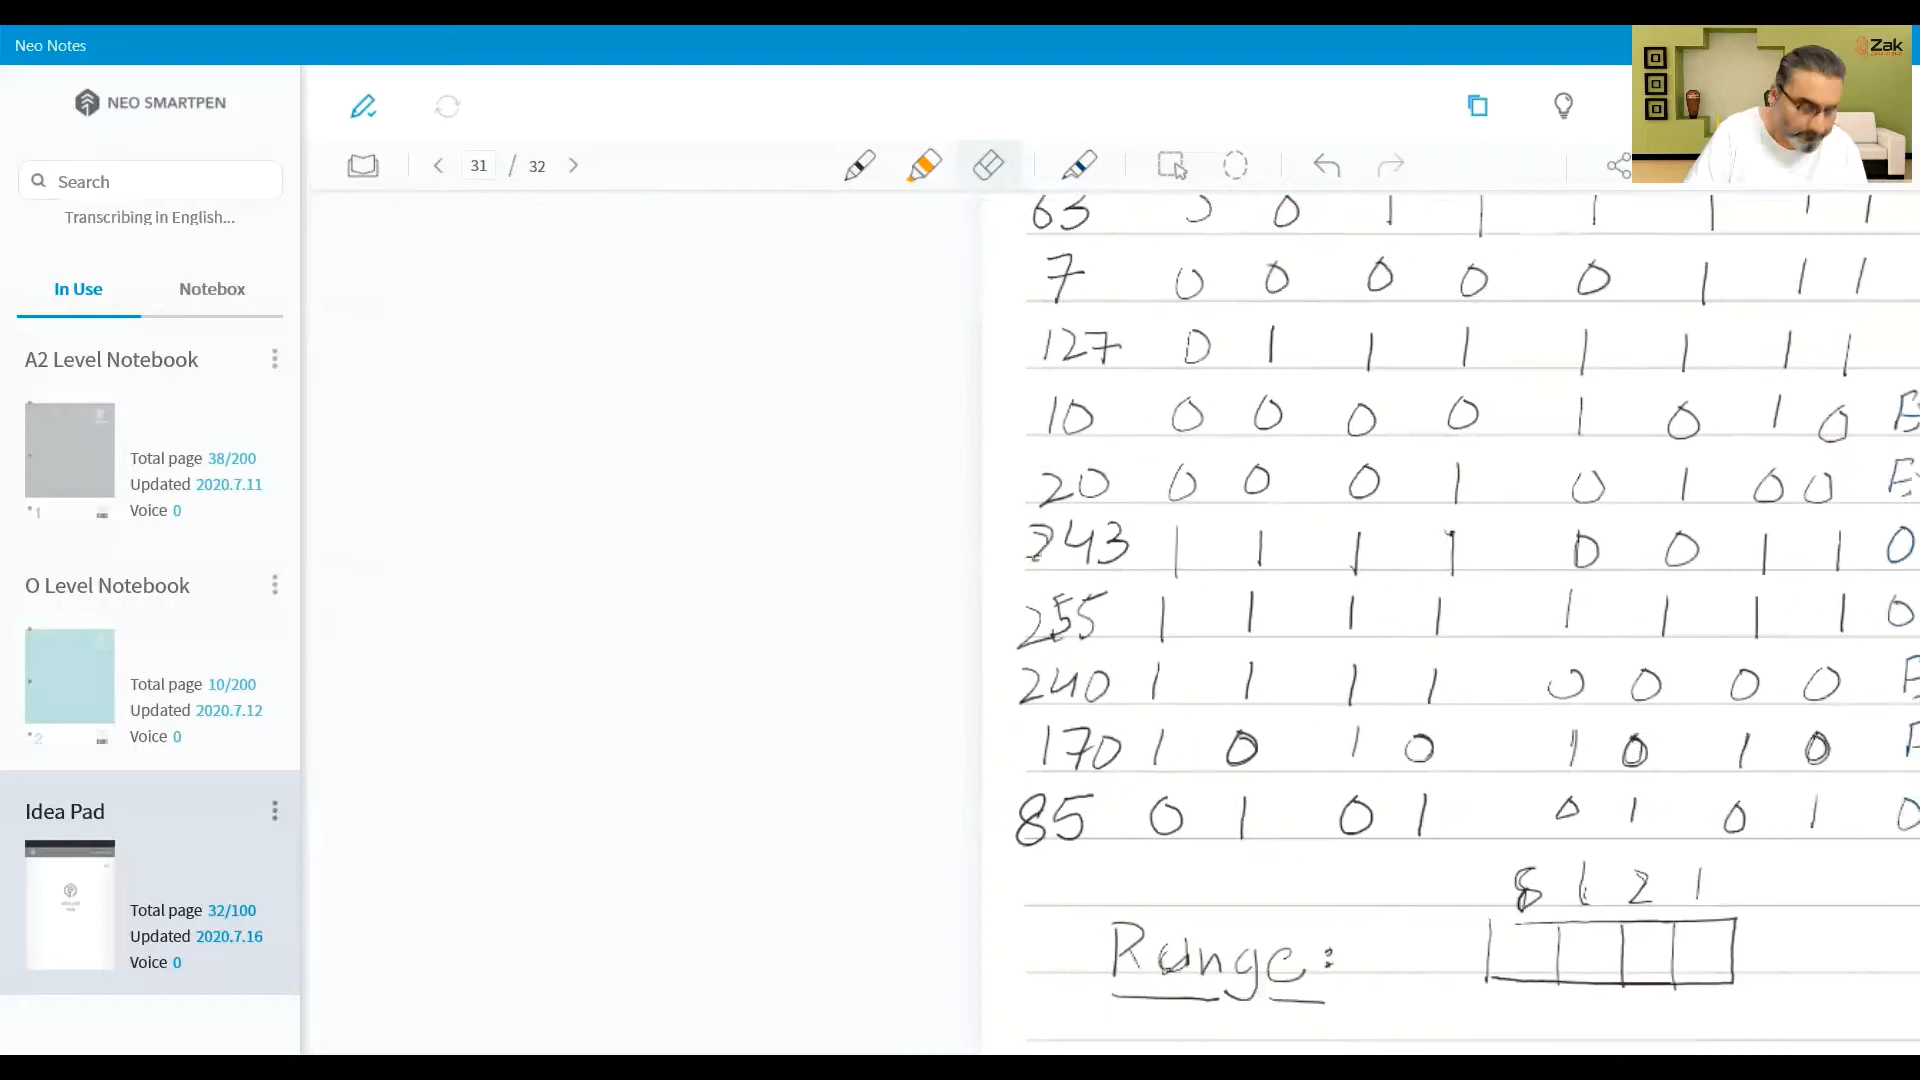 Neo Notes
Zak
NEO SMARTPEN
31 / 32
Search
Transcribing in English...
In Use
Notebox
A2 Level Notebook
Total page 38/200
Updated 2020.7.11
Voice 0
1
O Level Notebook
Total page 10/200
Updated 2020.7.12
Voice 0
2
Idea Pad
Total page 32/100
Updated 2020.7.16
Voice 0
63 0 0 1 1 1 1 1 1
7 0 0 0 0 0 1 1 1
127 0 1 1 1 1 1 1 1
10 0 0 0 0 1 0 1 0 E
20 0 0 0 1 0 1 0 0 E
243 1 1 1 1 0 0 1 1 O
255 1 1 1 1 1 1 1 1 O
240 1 1 1 1 0 0 0 0 E
170 1 0 1 0 1 0 1 0 E
85 0 1 0 1 0 1 0 1 O
8 2 1
Range: